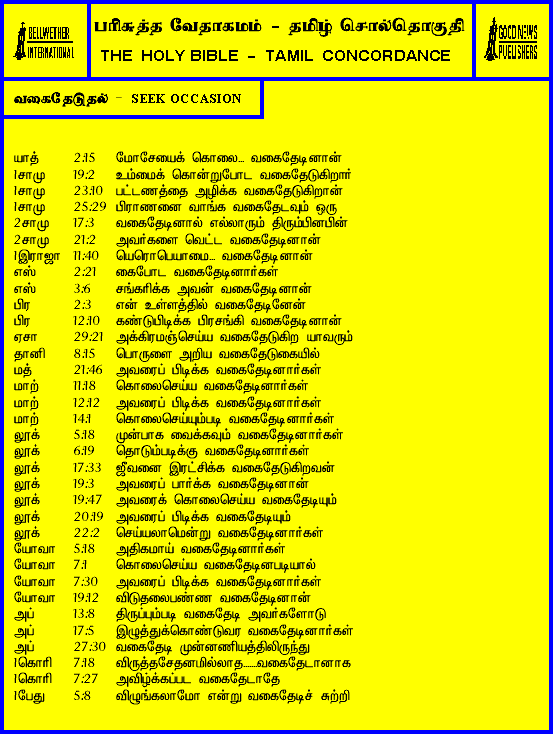 BELLWETHER
INTERNATIONAL
பரிசுத்த வேதாகமம் - தமிழ் சொல்தொகுதி
THE HOLY BIBLE - TAMIL CONCORDANCE
GOOD NEWS
PUBLISHERS
வகைதேடுதல் - SEEK OCCASION
யாத் 2:15 மோசேயைக் கொலை... வகைதேடினான்
1சாமு 19:2 உம்மைக் கொன்றுபோட வகைதேடுகிறார்
1சாமு 23:10 பட்டணத்தை அழிக்க வகைதேடுகிறான்
1சாமு 25:29 பிராணனை வாங்க வகைதேடவும் ஒரு
2சாமு 17:3 வகைதேடினால் எல்லாரும் திரும்பினபின்
2சாமு 21:2 அவர்களை வெட்ட வகைதேடினான்
1இராஜா 11:40 யெரொபெயாமை... வகைதேடினான்
எஸ் 2:21 கைபோட வகைதேடினார்கள்
எஸ் 3:6 சங்கரிக்க அவன் வகைதேடினான்
பிர 2:3 என் உள்ளத்தில் வகைதேடினேன்
பிர 12:10 கண்டுபிடிக்க பிரசங்கி வகைதேடினான்
ஏசா 29:21 அக்கிரமஞ்செய்ய வகைதேடுகிற யாவரும்
தானி 8:15 பொருளை அறிய வகைதேடுகையில்
மத் 21:46 அவரைப் பிடிக்க வகைதேடினார்கள்
மாற் 11:18 கொலைசெய்ய வகைதேடினார்கள்
மாற் 12:12 அவரைப் பிடிக்க வகைதேடினார்கள்
மாற் 14:1 கொலைசெய்யும்படி வகைதேடினார்கள்
லூக் 5:18 முன்பாக வைக்கவும் வகைதேடினார்கள்
லூக் 6:19 தொடும்படிக்கு வகைதேடினார்கள்
லூக் 17:33 ஜீவனை இரட்சிக்க வகைதேடுகிறவன்
லூக் 19:3 அவரைப் பார்க்க வகைதேடினான்
லூக் 19:47 அவரைக் கொலைசெய்ய வகைதேடியும்
லூக் 20:19 அவரைப் பிடிக்க வகைதேடியும்
லூக் 22:2 செய்யலாமென்று வகைதேடினார்கள்
யோவா 5:18 அதிகமாய் வகைதேடினார்கள்
யோவா 7:1 கொலைசெய்ய வகைதேடினபடியால்
யோவா 7:30 அவரைப் பிடிக்க வகைதேடினார்கள்
யோவா 19:12 விடுதலைபண்ண வகைதேடினான்
அப் 13:8 திருப்பும்படி வகைதேடி அவர்களோடு
அப் 17:5 இழுத்துக்கொண்டுவர வகைதேடினார்கள்
அப் 27:30 வகைதேடி முன்னணியத்திலிருந்து
1கொரி 7:18 விருத்தசேதனமில்லாத.......வகைதேடானாக
1கொரி 7:27 அவிழ்க்கப்பட வகைதேடாதே
1பேது 5:8 விழுங்கலாமோ என்று வகைதேடிச் சுற்றி